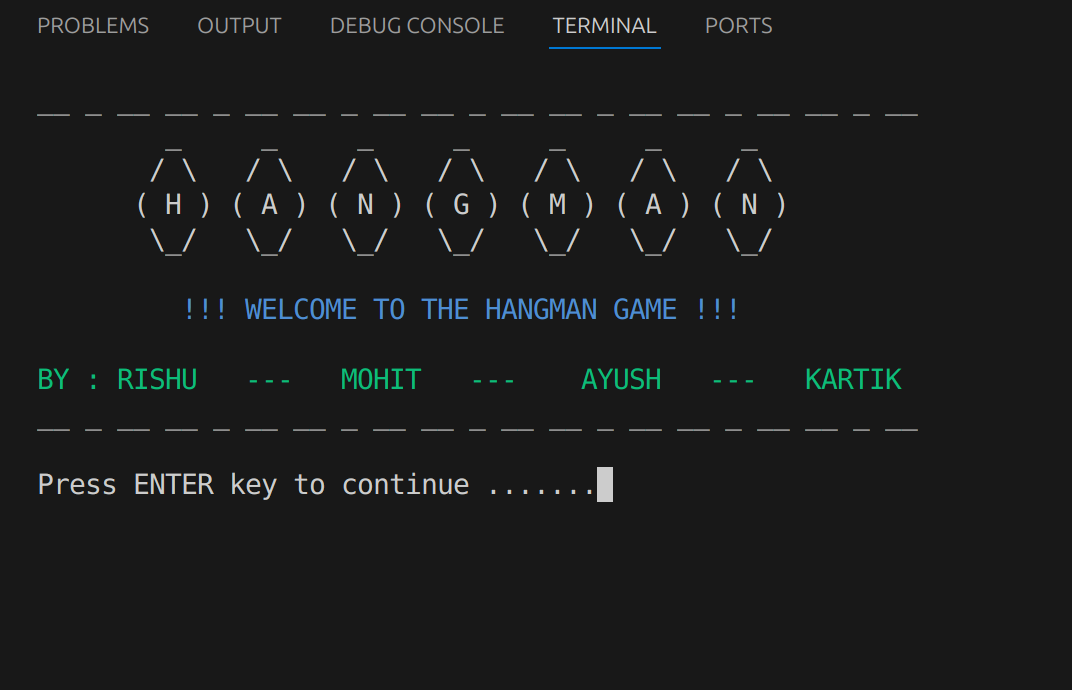 PROBLEMS OUTPUT DEBUG CONSOLE TERMINAL PORTS
__ _ __ __ _ __ __ _ __ __ _ __ __ _ __ __ _ __ __ _ __
_     _     _     _     _     _     _
/ \   / \   / \   / \   / \   / \   / \
( H ) ( A ) ( N ) ( G ) ( M ) ( A ) ( N )
\_/   \_/   \_/   \_/   \_/   \_/   \_/
!!! WELCOME TO THE HANGMAN GAME !!!
BY : RISHU   ---   MOHIT   ---    AYUSH   ---   KARTIK
__ _ __ __ _ __ __ _ __ __ _ __ __ _ __ __ _ __ __ _ __
Press ENTER key to continue .......